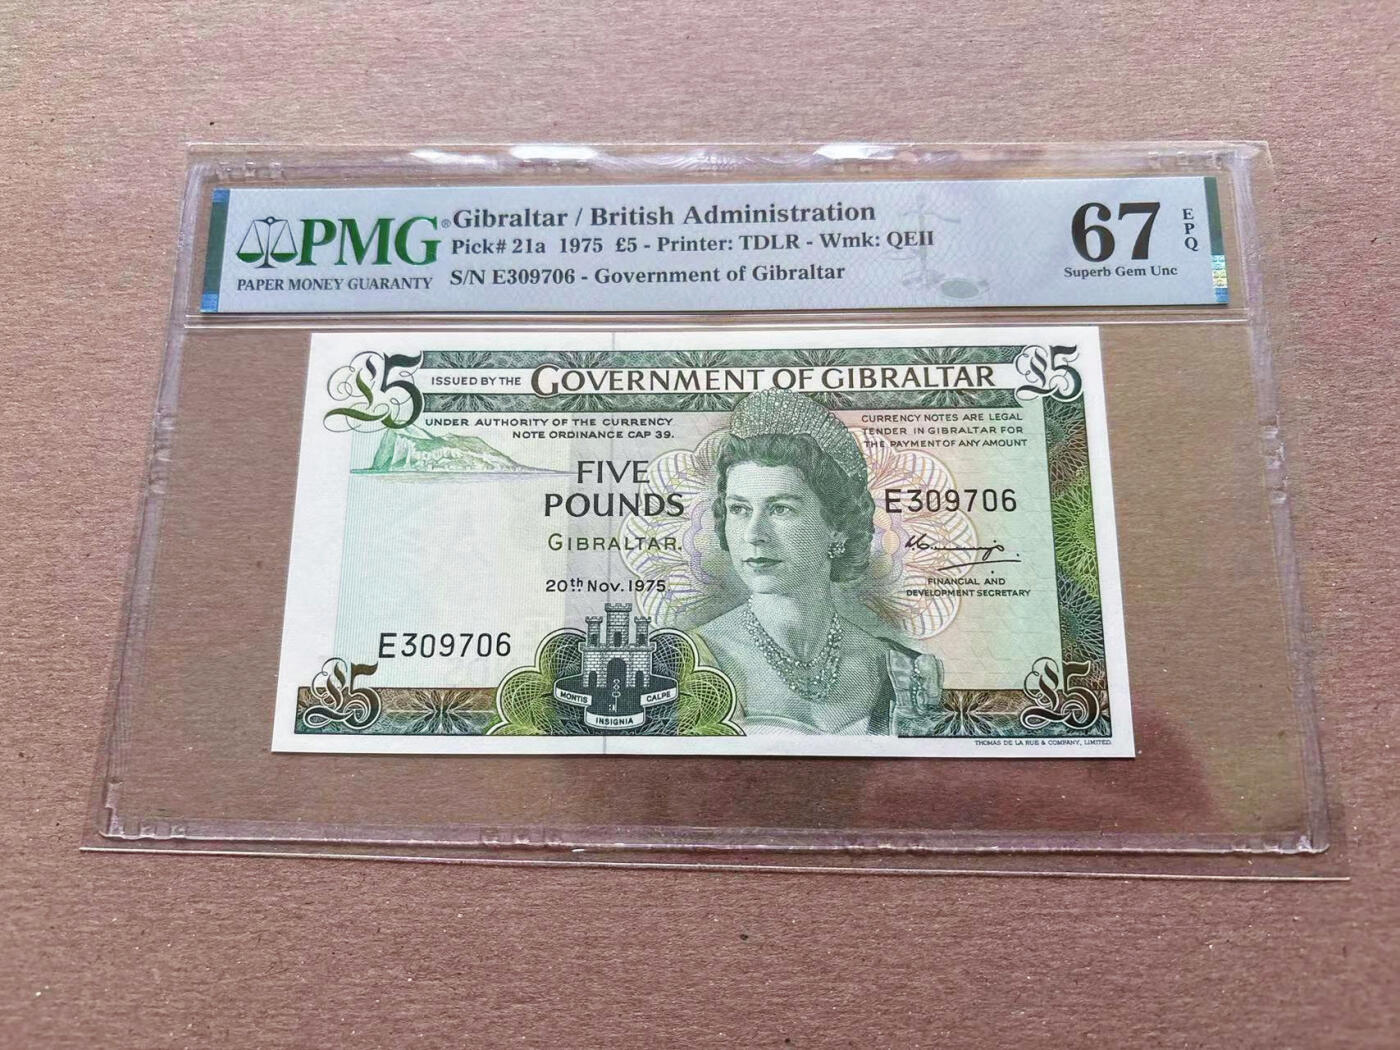 PMG®
PAPER MONEY GUARANTY
Gibraltar / British Administration
Pick# 21a 1975 £5 - Printer: TDLR - Wmk: QEII
S/N E309706 - Government of Gibraltar
67
Superb Gem Unc
EPQ
£5
ISSUED BY THE GOVERNMENT OF GIBRALTAR
£5
UNDER AUTHORITY OF THE CURRENCY
NOTE ORDINANCE CAP 39.
CURRENCY NOTES ARE LEGAL
TENDER IN GIBRALTAR FOR
THE PAYMENT OF ANY AMOUNT
FIVE
POUNDS
GIBRALTAR.
20th Nov. 1975
E309706
FINANCIAL AND
DEVELOPMENT SECRETARY
E309706
£5
MONTIS
INSIGNIA
CALPE
£5
THOMAS DE LA RUE & COMPANY, LIMITED.